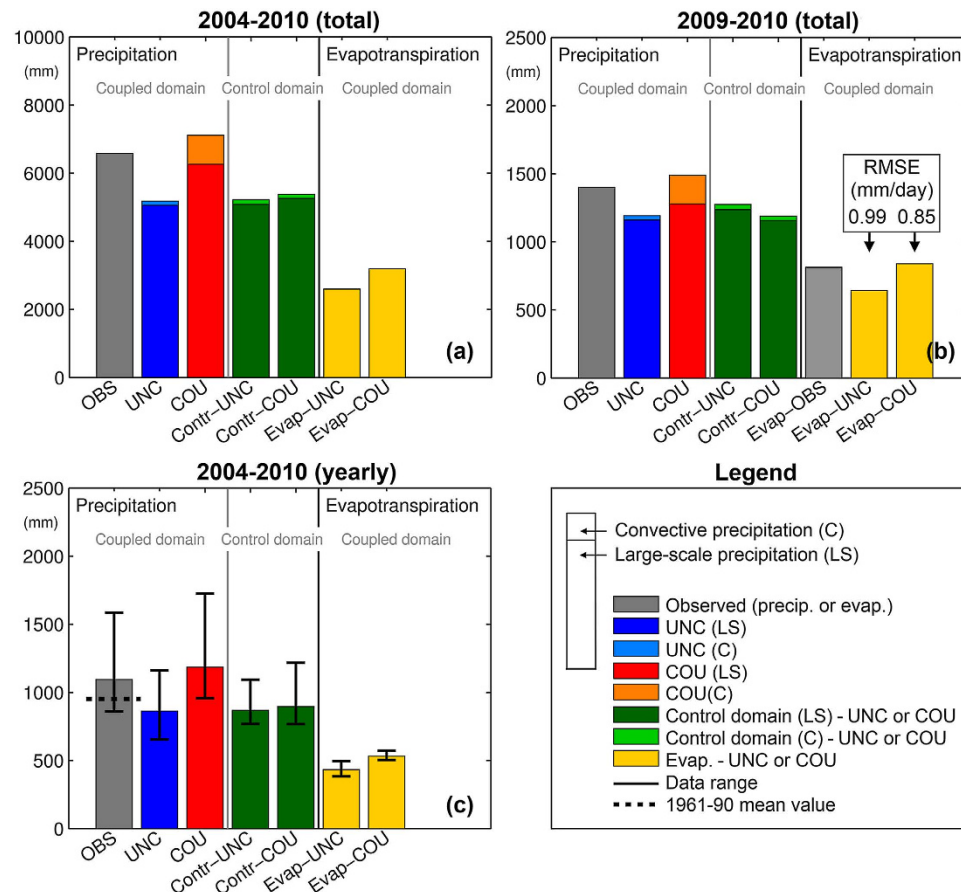 2004-2010 (total)
10000
(mm)
8000
6000
4000
2000
0
Precipitation
Evapotranspiration
Coupled domain
Control domain
Coupled domain
(a)
OBS
UNC
COU
Contr–UNC
Contr–COU
Evap–UNC
Evap–COU
2009-2010 (total)
2500
(mm)
2000
1500
1000
500
0
Precipitation
Evapotranspiration
Coupled domain
Control domain
Coupled domain
RMSE
(mm/day)
0.99 0.85
(b)
OBS
UNC
COU
Contr–UNC
Contr–COU
Evap–OBS
Evap–UNC
Evap–COU
2004-2010 (yearly)
2500
(mm)
2000
1500
1000
500
0
Precipitation
Evapotranspiration
Coupled domain
Control domain
Coupled domain
(c)
OBS
UNC
COU
Contr–UNC
Contr–COU
Evap–UNC
Evap–COU
Legend
Convective precipitation (C)
Large-scale precipitation (LS)
Observed (precip. or evap.)
UNC (LS)
UNC (C)
COU (LS)
COU(C)
Control domain (LS) - UNC or COU
Control domain (C) - UNC or COU
Evap. - UNC or COU
Data range
1961-90 mean value